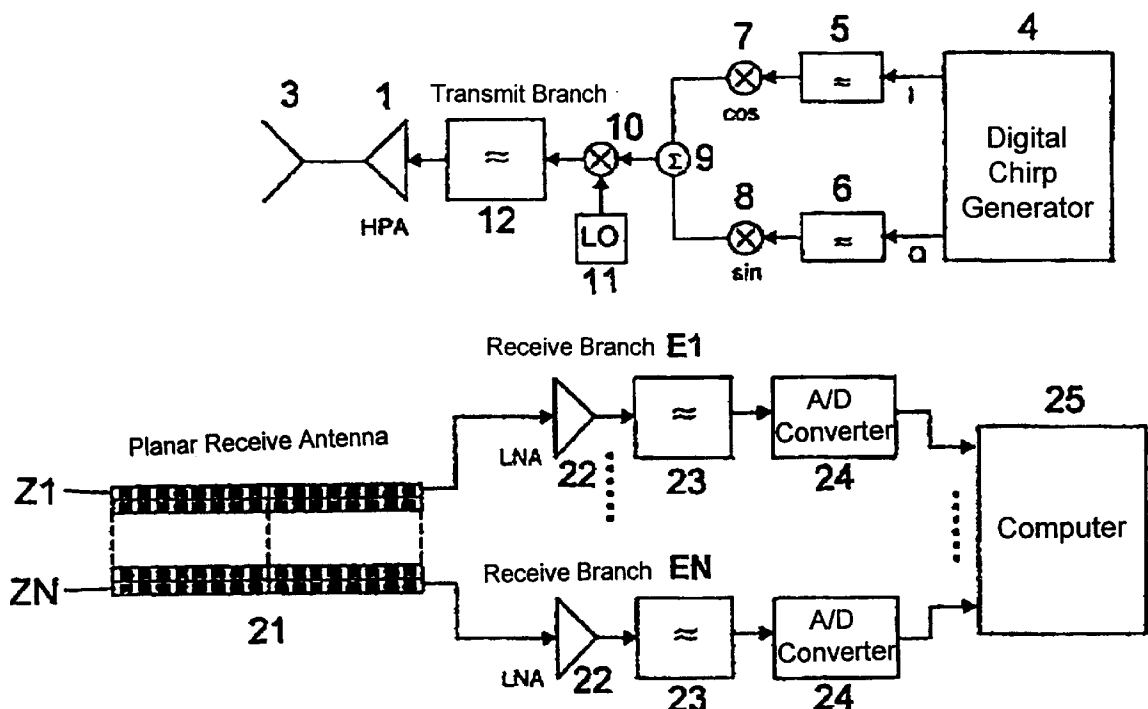 7 5 4
3 1 Transmit Branch
10
i
cos
≈ ≈
Σ 9
Digital
Chirp
Generator
8 6
HPA 12 LO
≈
Q
sin
11
Receive Branch E1
A/D
Converter
25
Planar Receive Antenna
≈
LNA 22 23 24
Z1
Computer
Receive Branch EN
ZN
21
≈
A/D
Converter
LNA 22 23 24